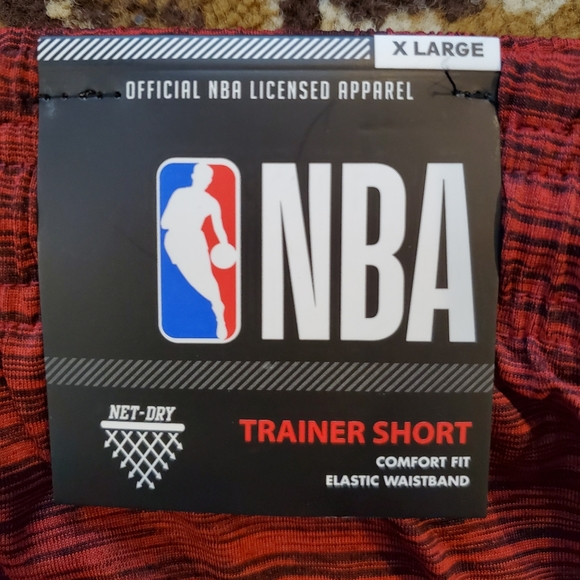 X LARGE
OFFICIAL NBA LICENSED APPAREL
NBA
NET-DRY
TRAINER SHORT
COMFORT FIT
ELASTIC WAISTBAND